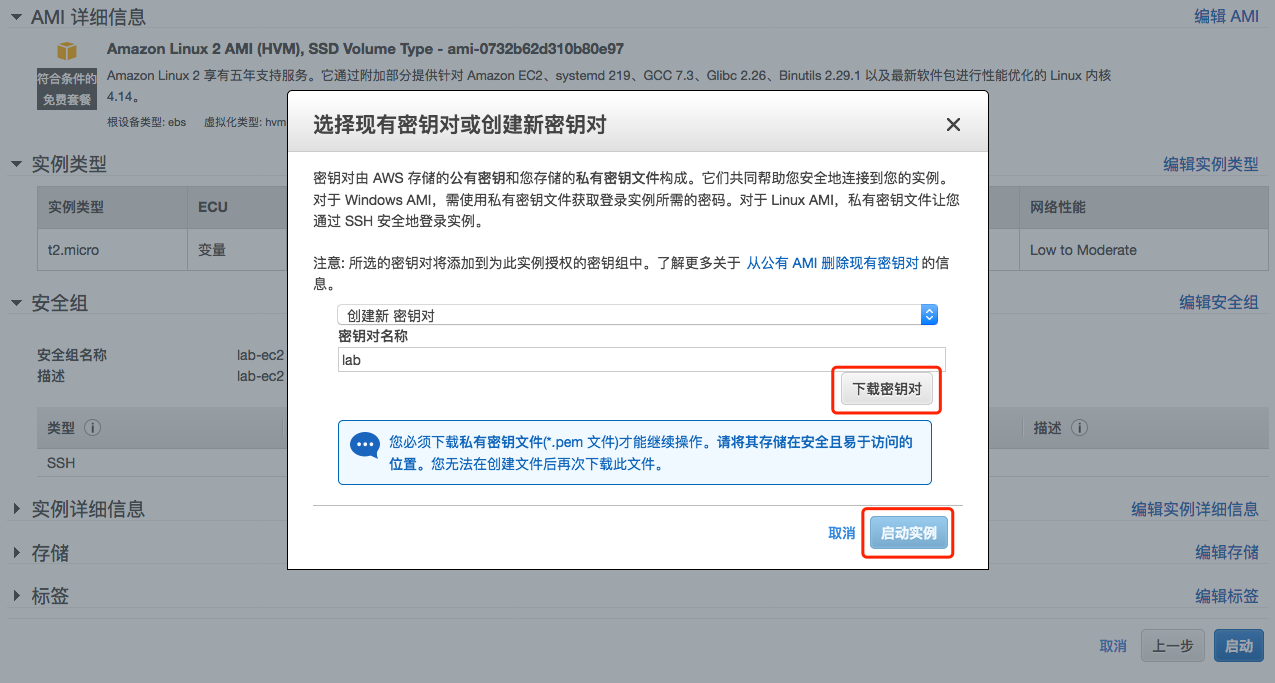 AMI 详细信息
编辑 AMI
Amazon Linux 2 AMI (HVM), SSD Volume Type - ami-0732b62d310b80e97
符合条件的
免费套餐
Amazon Linux 2 享有五年支持服务。它通过附加部分提供针对 Amazon EC2、systemd 219、GCC 7.3、Glibc 2.26、Binutils 2.29.1 以及最新软件包进行性能优化的 Linux 内核
4.14。
根设备类型: ebs 虚拟化类型: hvm
选择现有密钥对或创建新密钥对
密钥对由 AWS 存储的公有密钥和您存储的私有密钥文件构成。它们共同帮助您安全地连接到您的实例。
对于 Windows AMI，需使用私有密钥文件获取登录实例所需的密码。对于 Linux AMI，私有密钥文件让您
通过 SSH 安全地登录实例。
注意: 所选的密钥对将添加到为此实例授权的密钥组中。了解更多关于 从公有 AMI 删除现有密钥对 的信
息。
创建新 密钥对
密钥对名称
lab
下载密钥对
您必须下载私有密钥文件(*.pem 文件)才能继续操作。请将其存储在安全且易于访问的
位置。您无法在创建文件后再次下载此文件。
取消 启动实例
实例类型
编辑实例类型
实例类型 ECU 网络性能
t2.micro 变量 Low to Moderate
安全组
编辑安全组
安全组名称 lab-ec2
描述 lab-ec2
类型 描述
SSH
实例详细信息
编辑实例详细信息
存储
编辑存储
标签
编辑标签
取消 上一步 启动